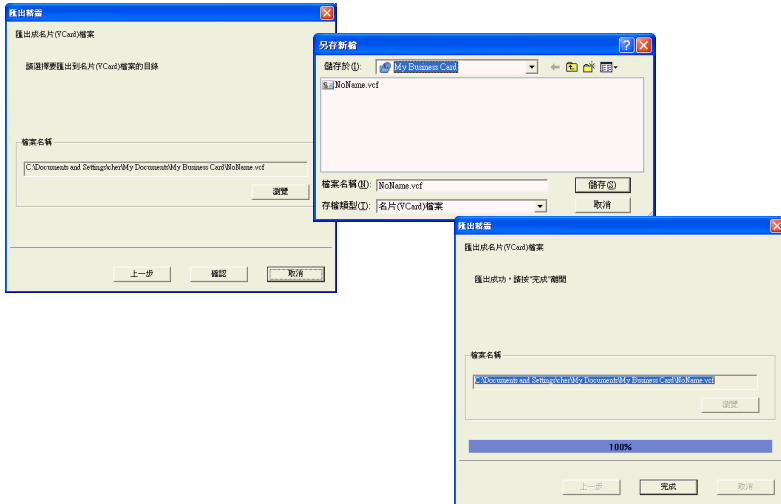 匯出精靈
匯出成名片(VCard)檔案
請選擇要匯出到名片(VCard)檔案的目錄
檔案名稱
C:\Documents and Settings\cher\My Documents\My Business Card\NoName.vcf
瀏覽
上一步
確認
取消
另存新檔
儲存於(I):
My Business Card
NoName.vcf
檔案名稱(N):
NoName.vcf
儲存(S)
存檔類型(T):
名片(VCard)檔案
取消
匯出精靈
匯出成名片(VCard)檔案
匯出成功，請按"完成"離開
檔案名稱
C:\Documents and Settings\cher\My Documents\My Business Card\NoName.vcf
瀏覽
100%
上一步
完成
取消